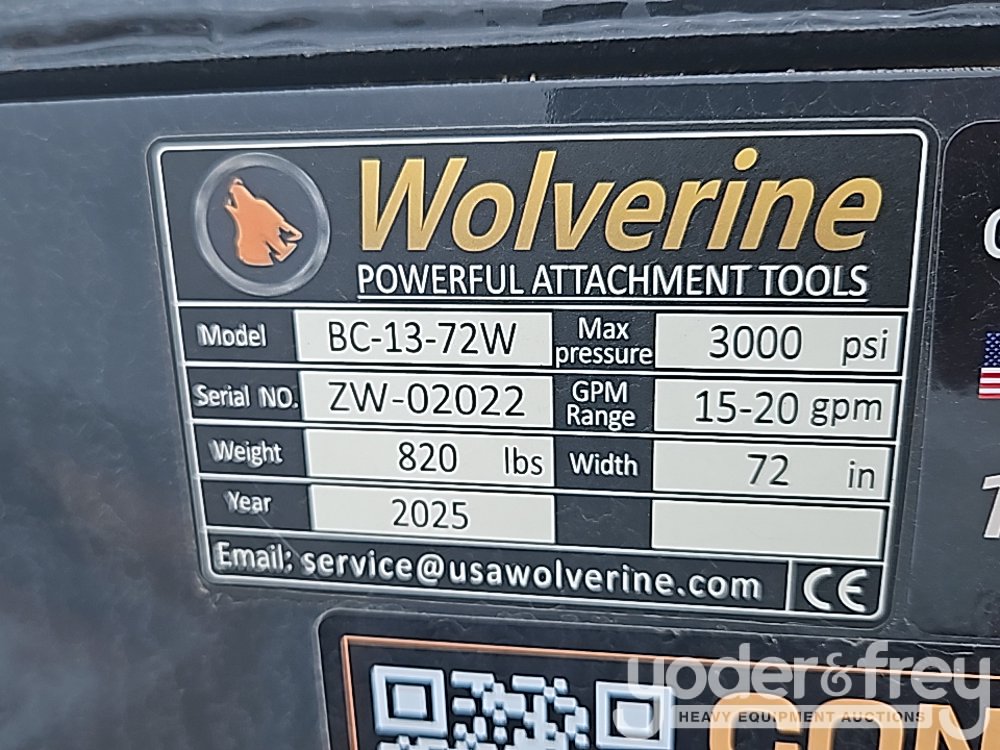 Wolverine
POWERFUL ATTACHMENT TOOLS
Model BC-13-72W Max pressure 3000 psi
Serial NO. ZW-02022 GPM Range 15-20 gpm
Weight 820 lbs Width 72 in
Year 2025
Email: service@usawolverine.com CE
yoder&frey
HEAVY EQUIPMENT AUCTIONS